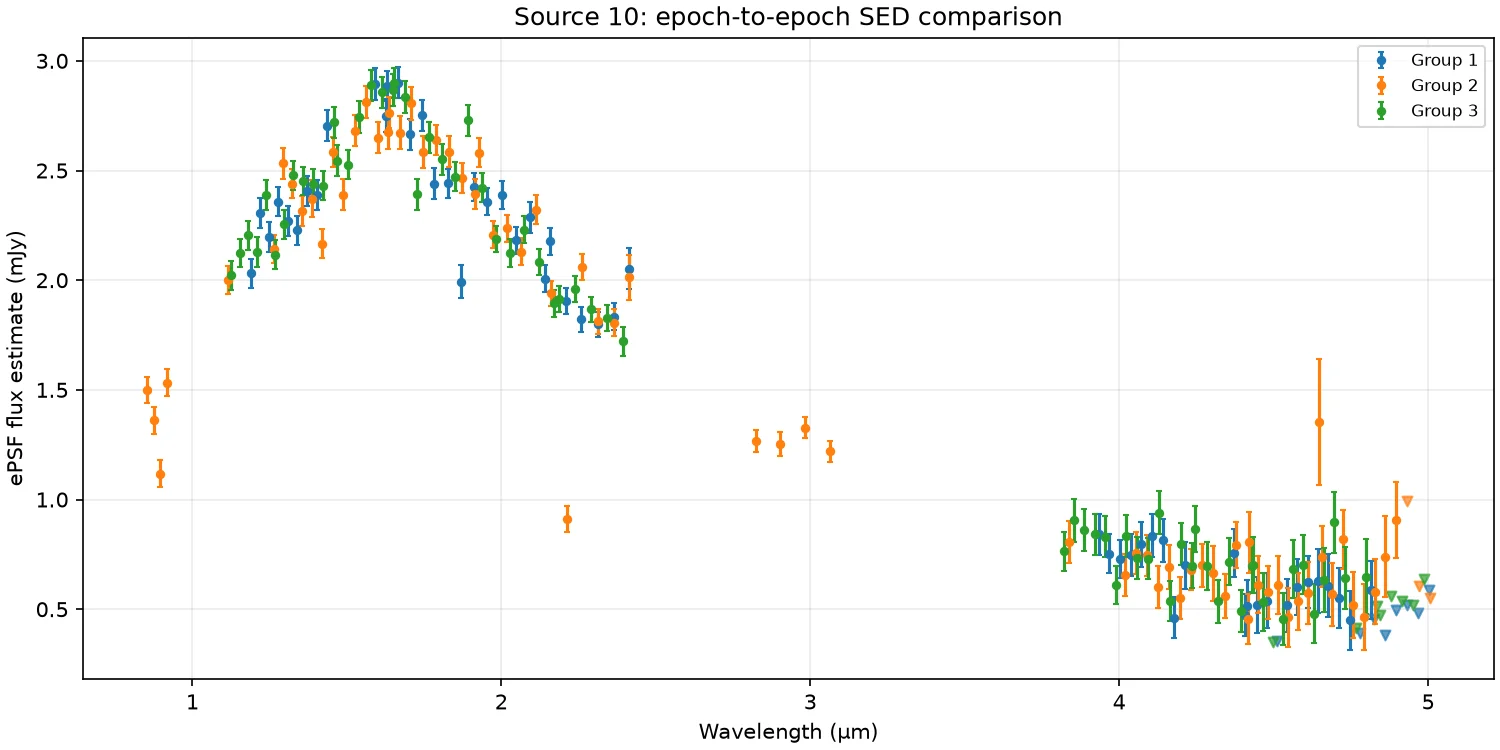 Source 10: epoch-to-epoch SED comparison
Group 1
Group 2
Group 3
ePSF flux estimate (mJy)
3.0
2.5
2.0
1.5
1.0
0.5
1 2 3 4 5
Wavelength (μm)